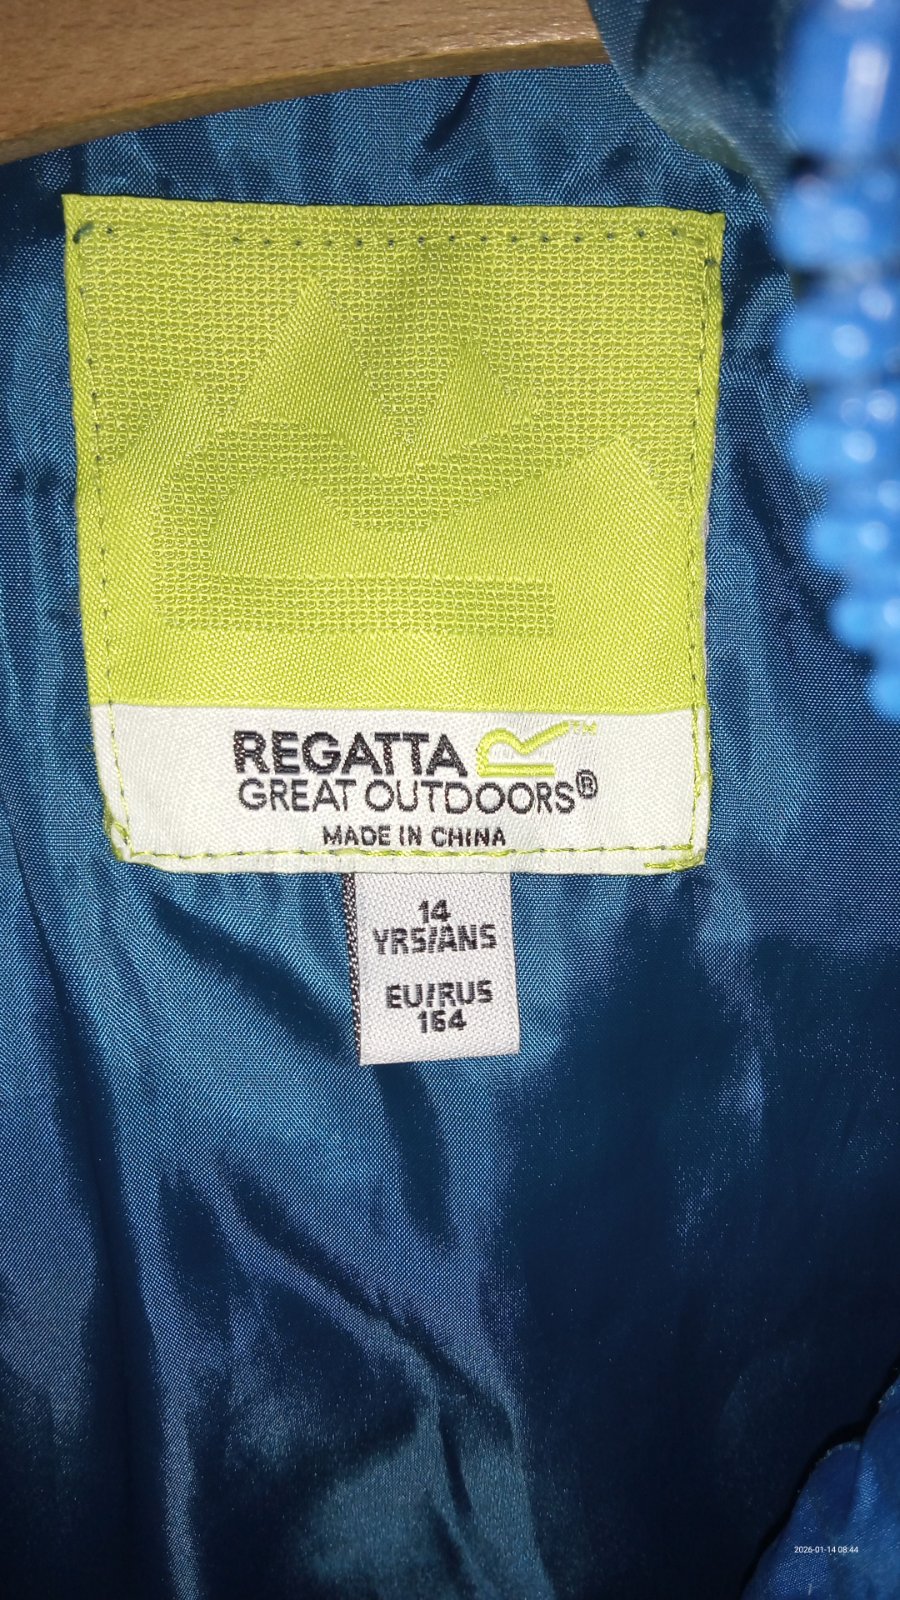 REGATTA
GREAT OUTDOORS®
MADE IN CHINA
14
YRS/ANS
EU/RUS
164
2026-01-14 08:44